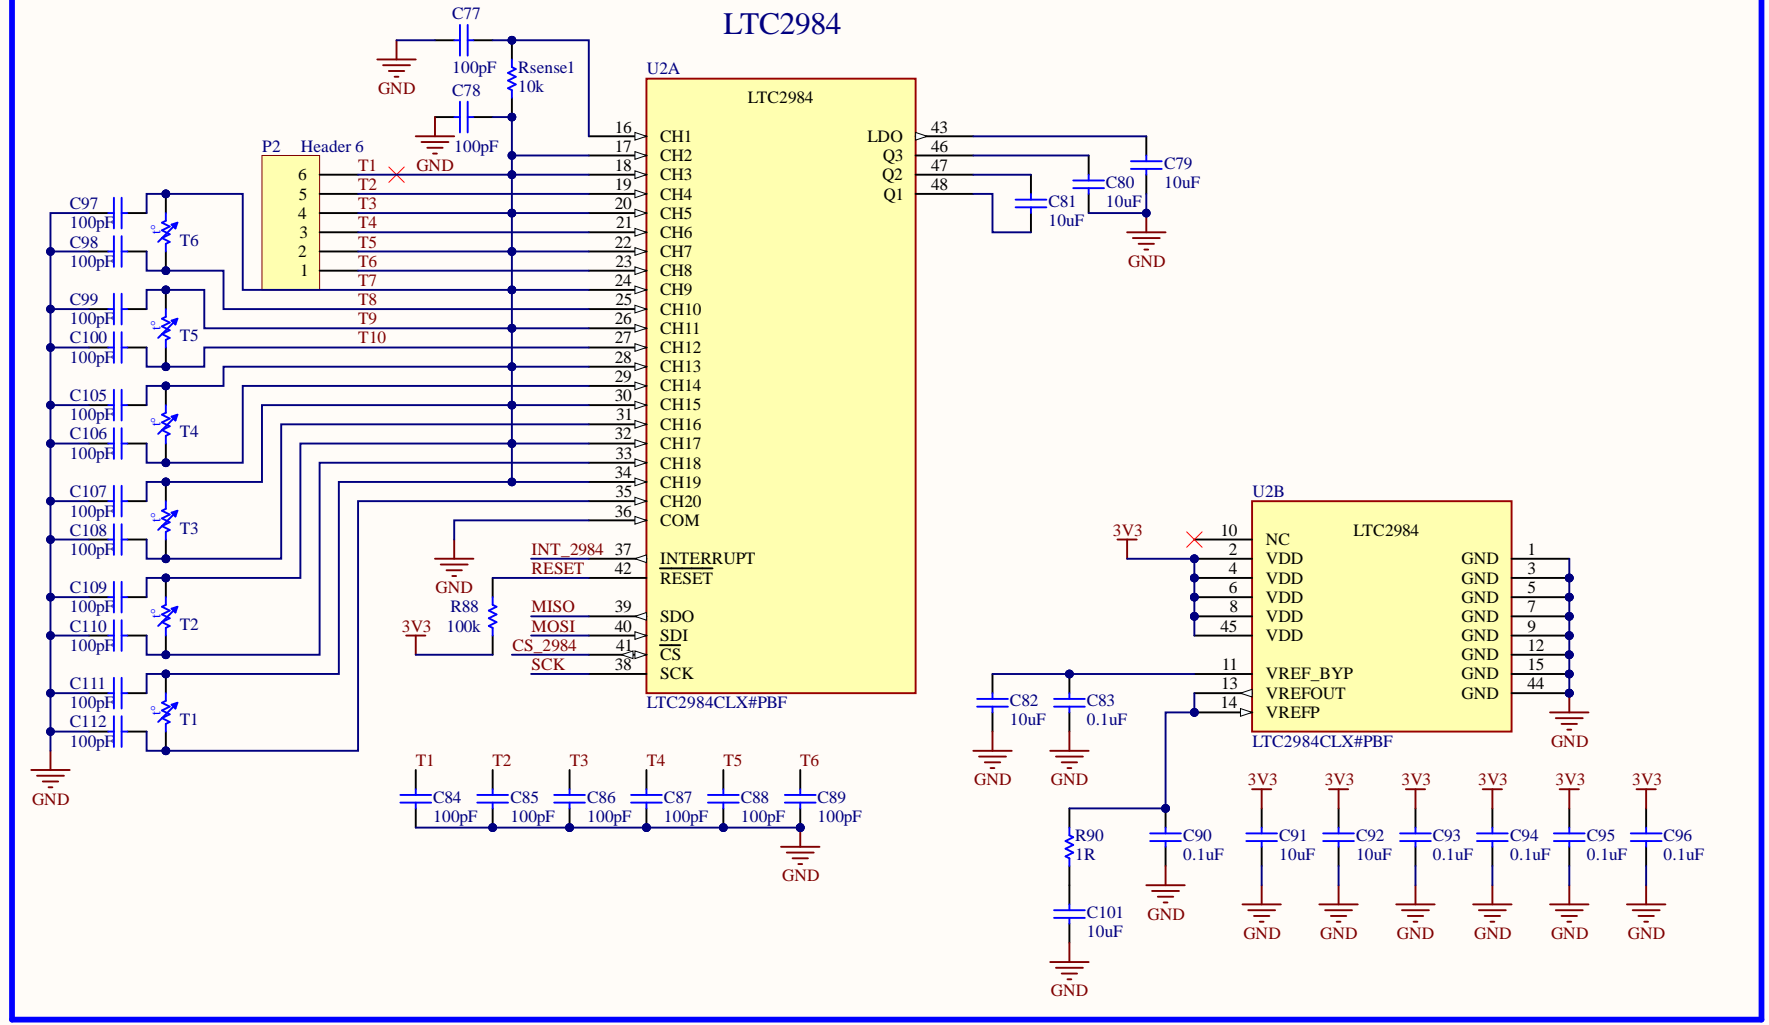 LTC2984
C77
100pF
GND
Rsense1
10k
C78
100pF
GND
P2 Header 6
6
5
4
3
2
1
T1
T2
T3
T4
T5
T6
T7
T8
T9
T10
C97
100pF
C98
100pF
T6
C99
100pF
C100
100pF
T5
C105
100pF
C106
100pF
T4
C107
100pF
C108
100pF
T3
C109
100pF
C110
100pF
T2
C111
100pF
C112
100pF
T1
GND
U2A
LTC2984
16 CH1
17 CH2
18 CH3
19 CH4
20 CH5
21 CH6
22 CH7
23 CH8
24 CH9
25 CH10
26 CH11
27 CH12
28 CH13
29 CH14
30 CH15
31 CH16
32 CH17
33 CH18
34 CH19
35 CH20
36 COM
GND
INT_2984 37 INTERRUPT
RESET 42 RESET
MISO 39 SDO
MOSI 40 SDI
CS_2984 41 CS
SCK 38 SCK
R88
100k
3V3
LTC2984CLX#PBF
LDO 43
Q3 46
Q2 47
Q1 48
C79
10uF
C80
10uF
C81
10uF
GND
T1
T2
T3
T4
T5
T6
C84
100pF
C85
100pF
C86
100pF
C87
100pF
C88
100pF
C89
100pF
GND
U2B
LTC2984
3V3
10 NC
2 VDD
4 VDD
6 VDD
8 VDD
45 VDD
11 VREF_BYP
13 VREFOUT
14 VREFP
GND 1
GND 3
GND 5
GND 7
GND 9
GND 12
GND 15
GND 44
LTC2984CLX#PBF
GND
C82
10uF
GND
C83
0.1uF
GND
R90
1R
C90
0.1uF
GND
C101
10uF
GND
3V3
3V3
3V3
3V3
3V3
3V3
C91
10uF
C92
10uF
C93
0.1uF
C94
0.1uF
C95
0.1uF
C96
0.1uF
GND
GND
GND
GND
GND
GND